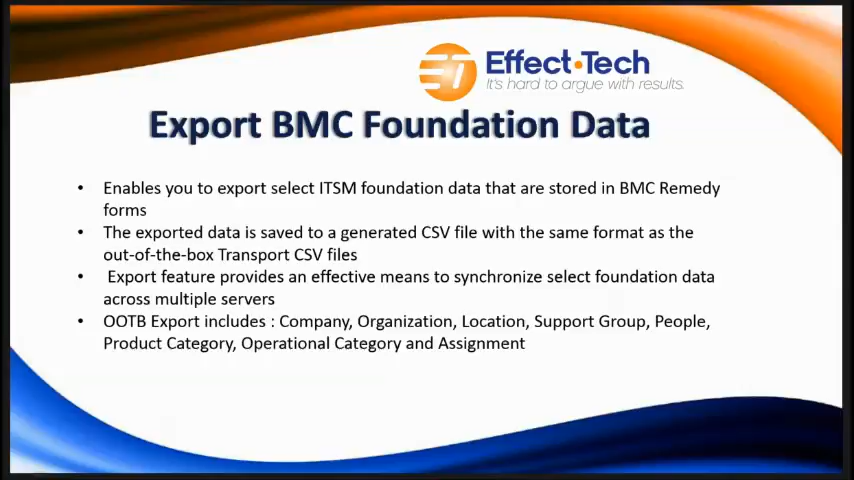 Effect•Tech
It's hard to argue with results.
Export BMC Foundation Data
• Enables you to export select ITSM foundation data that are stored in BMC Remedy
forms
• The exported data is saved to a generated CSV file with the same format as the
out-of-the-box Transport CSV files
• Export feature provides an effective means to synchronize select foundation data
across multiple servers
• OOTB Export includes : Company, Organization, Location, Support Group, People,
Product Category, Operational Category and Assignment